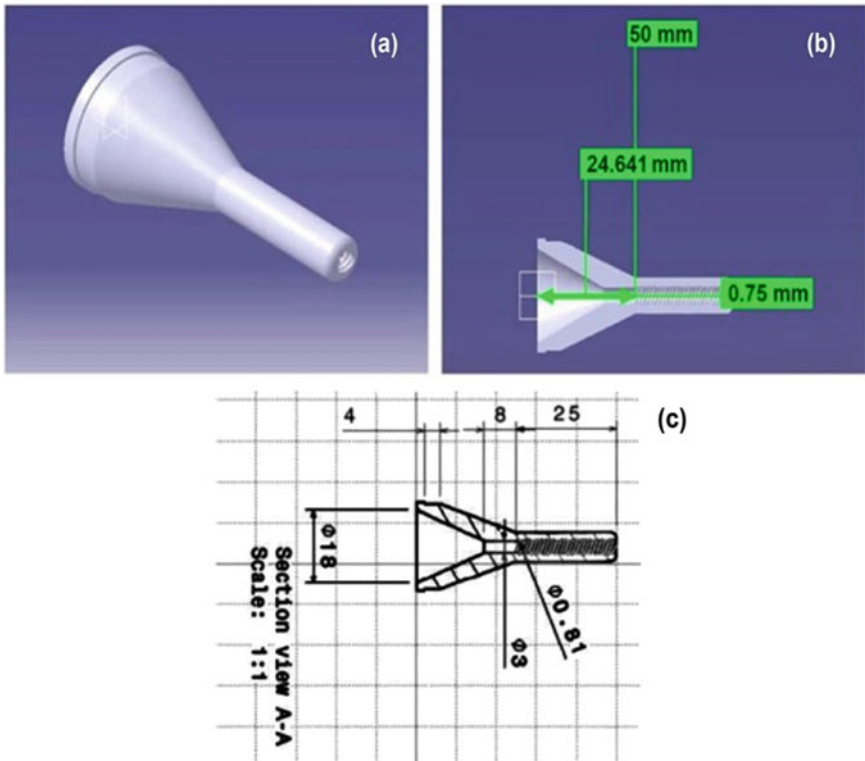 (a)
50 mm
(b)
24.641 mm
0.75 mm
4
8
25
(c)
Φ18
Φ0.81
Φ3
Section view A-A
Scale: 1:1